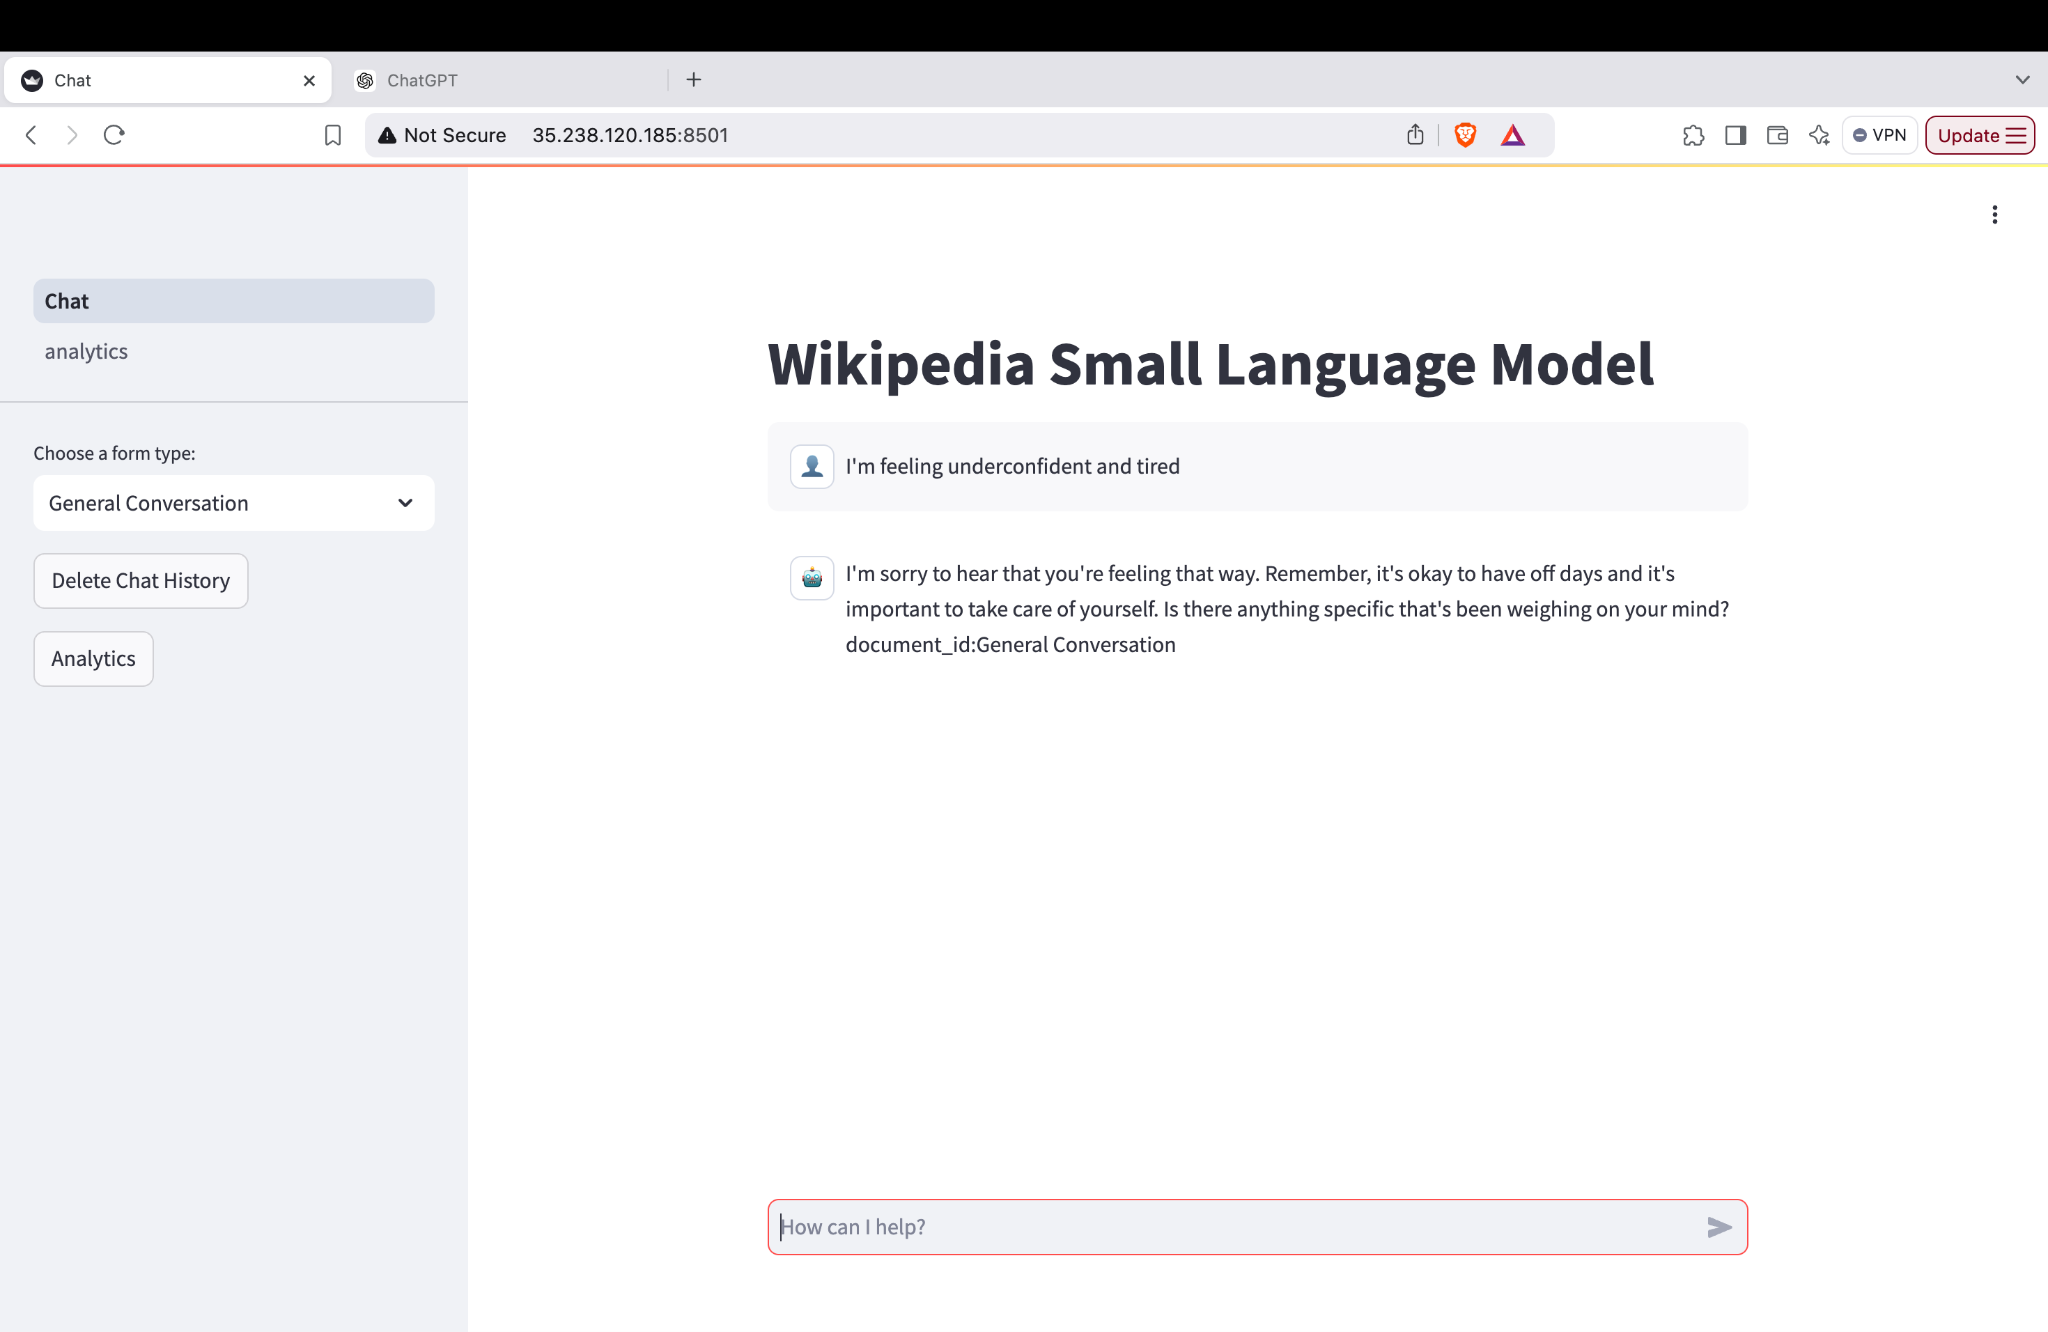 Chat
ChatGPT
Not Secure 35.238.120.185:8501
VPN
Update
Chat
analytics
Choose a form type:
General Conversation
Delete Chat History
Analytics
Wikipedia Small Language Model
I'm feeling underconfident and tired
I'm sorry to hear that you're feeling that way. Remember, it's okay to have off days and it's
important to take care of yourself. Is there anything specific that's been weighing on your mind?
document_id:General Conversation
How can I help?